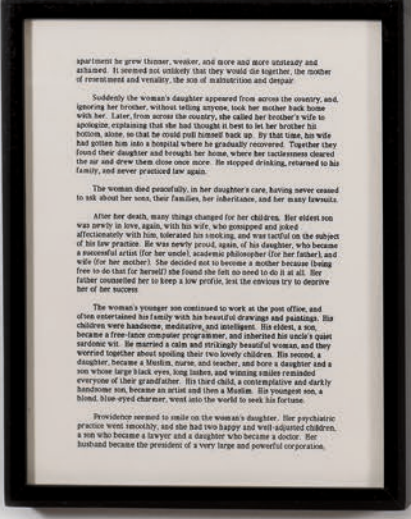 apartment he grew thinner, weaker, and more and more unsteady and
ashamed. It seemed not unlikely that they would die together, the mother
of resentment and venality, the son of malnutrition and despair.
Suddenly the woman's daughter appeared from across the country, and,
ignoring her brother, without telling anyone, took her mother back home
with her. Later, from across the country, she called her brother's wife to
apologize, explaining that she had thought it best to let her brother hit
bottom, alone, so that he could pull himself back up. By that time, his wife
had gotten him into a hospital where he gradually recovered. Together they
found their daughter and brought her home, where her tactlessness cleared
the air and drew them close once more. He stopped drinking, returned to his
family, and never practiced law again.
The woman died peacefully, in her daughter's care, having never ceased
to ask about her sons, their families, her inheritance, and her many lawsuits.
After her death, many things changed for her children. Her eldest son
was newly in love, again, with his wife, who gossipped and joked
affectionately with him, tolerated his smoking, and was tactful on the subject
of his law practice. He was newly proud, again, of his daughter, who became
a successful artist (for her uncle), academic philosopher (for her father), and
wife (for her mother). She decided not to become a mother because (being
free to do that for herself) she found she felt no need to do it at all. Her
father counselled her to keep a low profile, lest the envious try to deprive
her of her success.
The woman's younger son continued to work at the post office, and
often entertained his family with his beautiful drawings and paintings. His
children were handsome, meditative, and intelligent. His eldest, a son,
became a free-lance computer programmer, and inherited his uncle's quiet
sardonic wit. He married a calm and strikingly beautiful woman, and they
worried together about spoiling their two lovely children. His second, a
daughter, became a Muslim, nurse, and teacher, and bore a daughter and a
son whose large black eyes, long lashes, and winning smiles reminded
everyone of their grandfather. His third child, a contemplative and darkly
handsome son, became an artist and then a Muslim. His youngest son, a
blond, blue-eyed charmer, went into the world to seek his fortune.
Providence seemed to smile on the woman's daughter. Her psychiatric
practice went smoothly, and she had two happy and well-adjusted children,
a son who became a lawyer and a daughter who became a doctor. Her
husband became the president of a very large and powerful corporation,